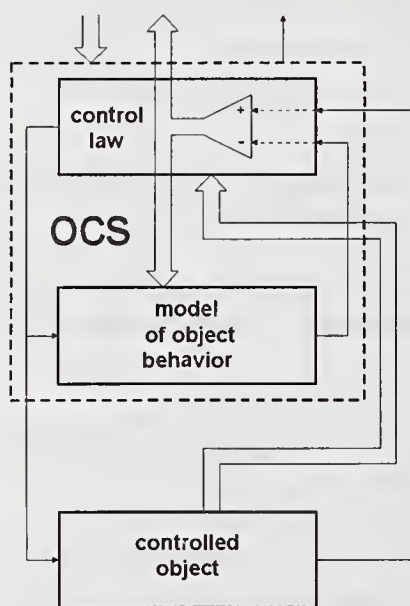 control
law
+
-
OCS
model
of object
behavior
controlled
object